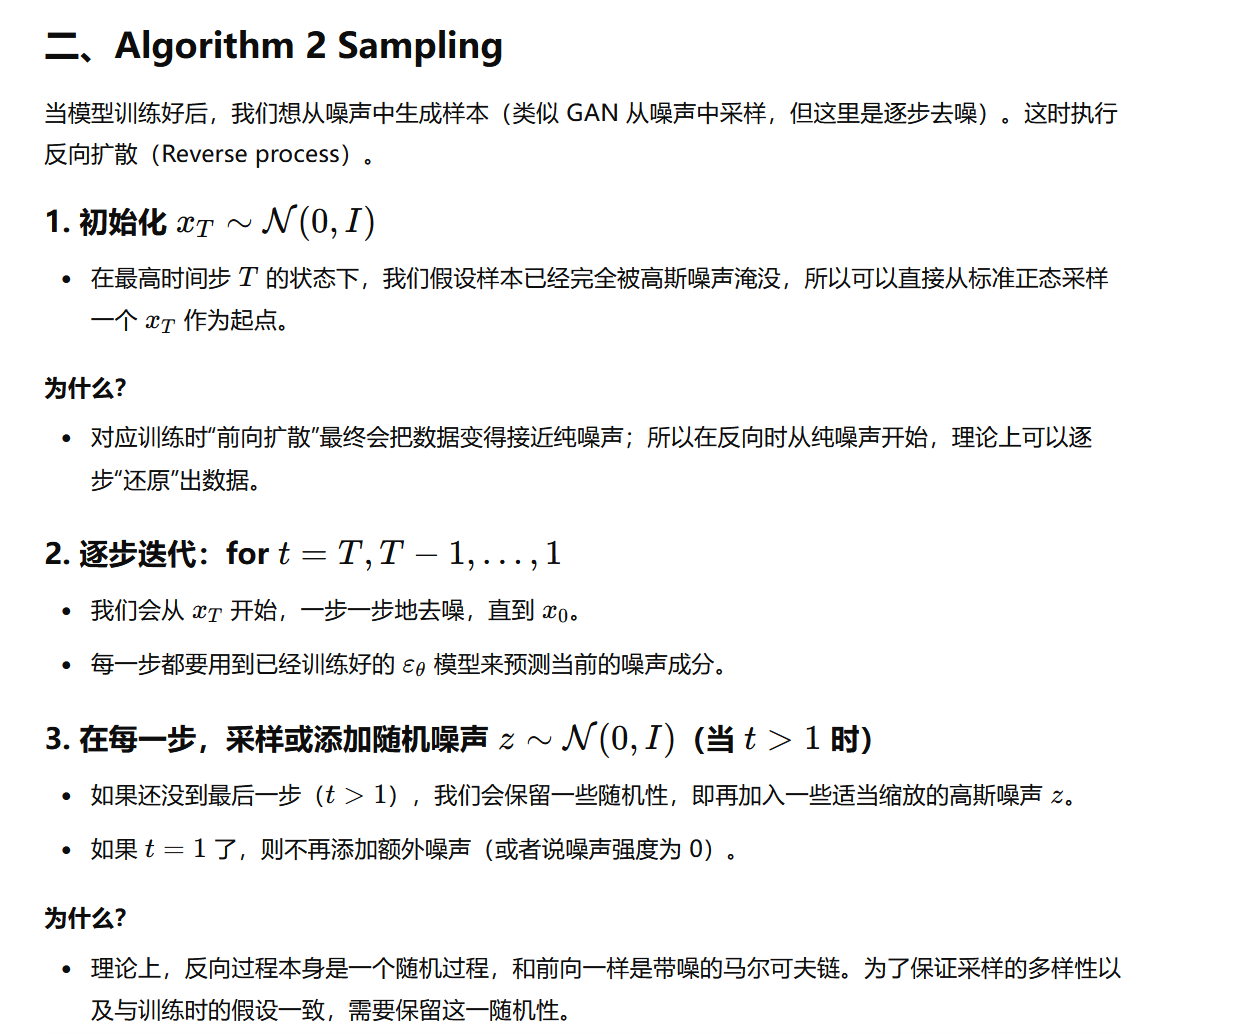 二、Algorithm 2 Sampling
当模型训练好后，我们想从噪声中生成样本（类似 GAN 从噪声中采样，但这里是逐步去噪）。这时执行
反向扩散（Reverse process）。
1. 初始化 x_T ∼ 𝒩(0, I)
• 在最高时间步 T 的状态下，我们假设样本已经完全被高斯噪声淹没，所以可以直接从标准正态采样
一个 x_T 作为起点。
为什么？
• 对应训练时“前向扩散”最终会把数据变得接近纯噪声；所以在反向时从纯噪声开始，理论上可以逐
步“还原”出数据。
2. 逐步迭代：for t = T, T − 1, . . . , 1
• 我们会从 x_T 开始，一步一步地去噪，直到 x_0。
• 每一步都要用到已经训练好的 ε_θ 模型来预测当前的噪声成分。
3. 在每一步，采样或添加随机噪声 z ∼ 𝒩(0, I)（当 t > 1 时）
• 如果还没到最后一步（t > 1），我们会保留一些随机性，即再加入一些适当缩放的高斯噪声 z。
• 如果 t = 1 了，则不再添加额外噪声（或者说噪声强度为 0）。
为什么？
• 理论上，反向过程本身是一个随机过程，和前向一样是带噪的马尔可夫链。为了保证采样的多样性以
及与训练时的假设一致，需要保留这一随机性。